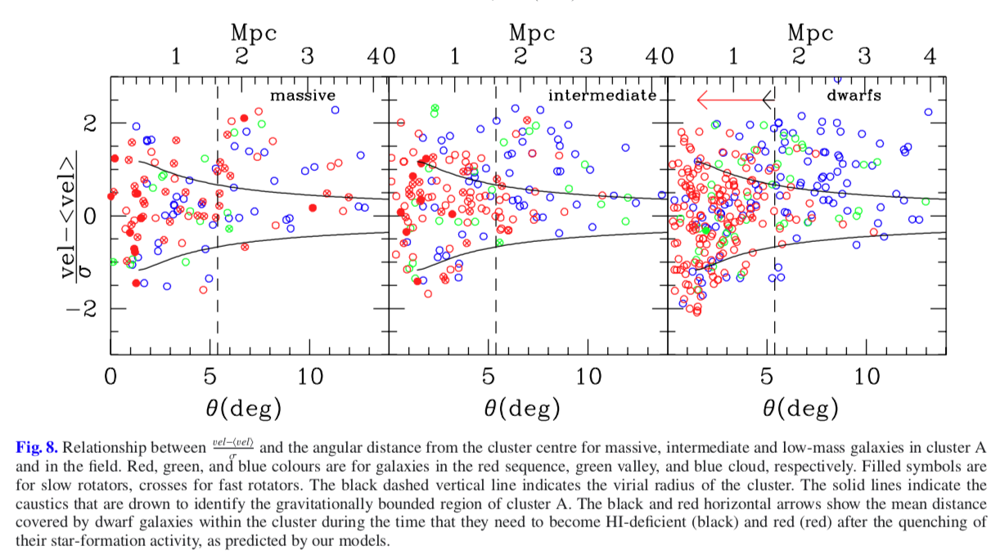 Mpc Mpc Mpc
1 2 3 40 1 2 3 40 1 2 3 4
massive intermediate dwarfs
2
0
−2
vel−<vel>
σ
0 5 10 5 10 5 10
θ(deg) θ(deg) θ(deg)
Fig. 8. Relationship between vel−⟨vel⟩/σ and the angular distance from the cluster centre for massive, intermediate and low-mass galaxies in cluster A
and in the field. Red, green, and blue colours are for galaxies in the red sequence, green valley, and blue cloud, respectively. Filled symbols are
for slow rotators, crosses for fast rotators. The black dashed vertical line indicates the virial radius of the cluster. The solid lines indicate the
caustics that are drown to identify the gravitationally bounded region of cluster A. The black and red horizontal arrows show the mean distance
covered by dwarf galaxies within the cluster during the time that they need to become HI-deficient (black) and red (red) after the quenching of
their star-formation activity, as predicted by our models.